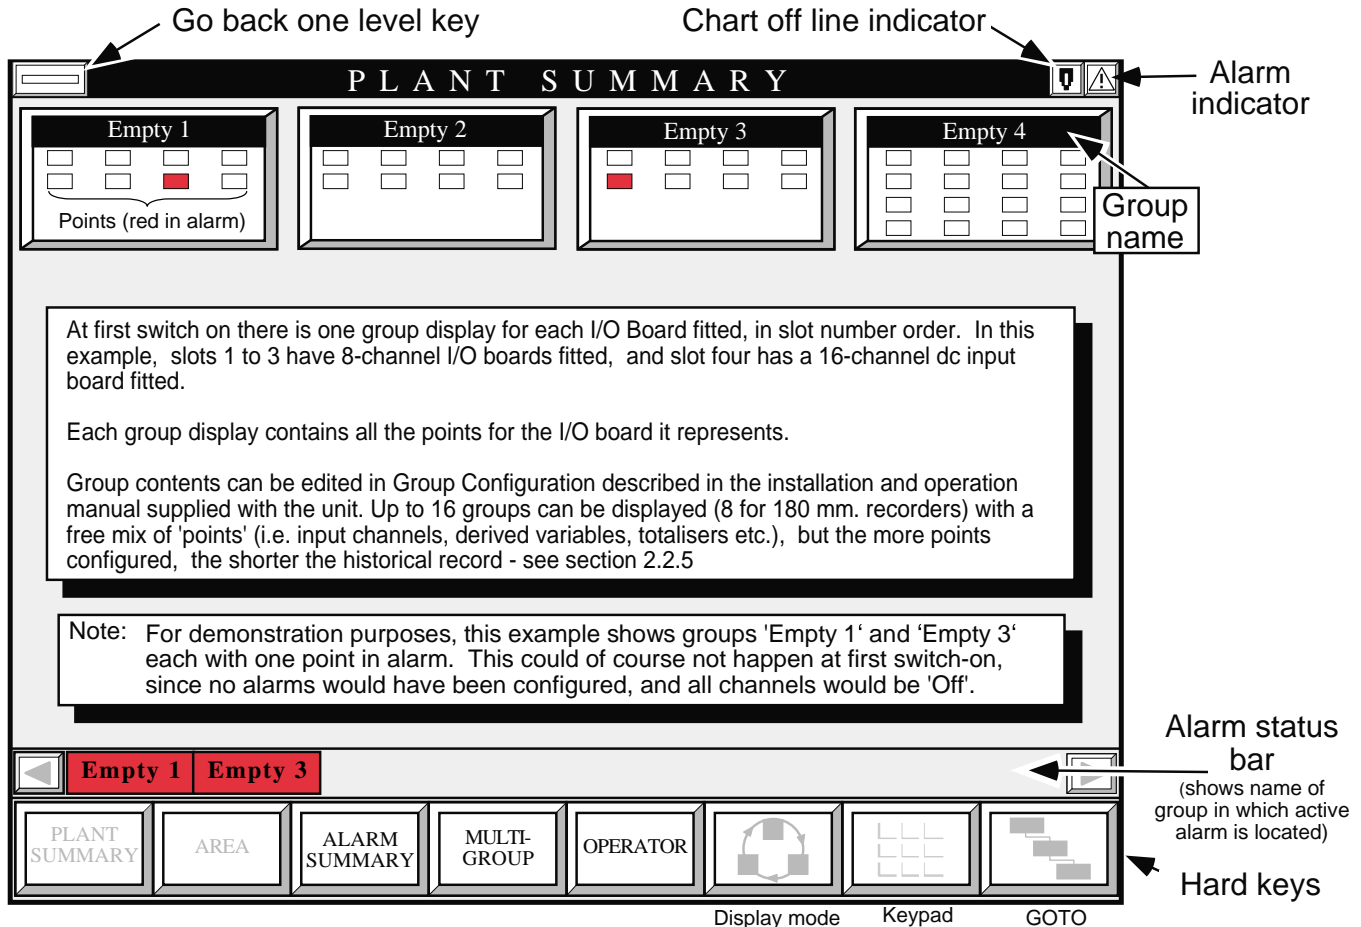 Go back one level key
Chart off line indicator
PLANT SUMMARY
Alarm
indicator
Empty 1
Empty 2
Empty 3
Empty 4
Points (red in alarm)
Group
name
At first switch on there is one group display for each I/O Board fitted, in slot number order. In this
example, slots 1 to 3 have 8-channel I/O boards fitted, and slot four has a 16-channel dc input
board fitted.
Each group display contains all the points for the I/O board it represents.
Group contents can be edited in Group Configuration described in the installation and operation
manual supplied with the unit. Up to 16 groups can be displayed (8 for 180 mm. recorders) with a
free mix of 'points' (i.e. input channels, derived variables, totalisers etc.), but the more points
configured, the shorter the historical record - see section 2.2.5
Note: For demonstration purposes, this example shows groups 'Empty 1‘ and ‘Empty 3‘
each with one point in alarm. This could of course not happen at first switch-on,
since no alarms would have been configured, and all channels would be 'Off'.
Alarm status
bar
(shows name of
group in which active
alarm is located)
Empty 1
Empty 3
PLANT
SUMMARY
AREA
ALARM
SUMMARY
MULTI-
GROUP
OPERATOR
Hard keys
Display mode
Keypad
GOTO